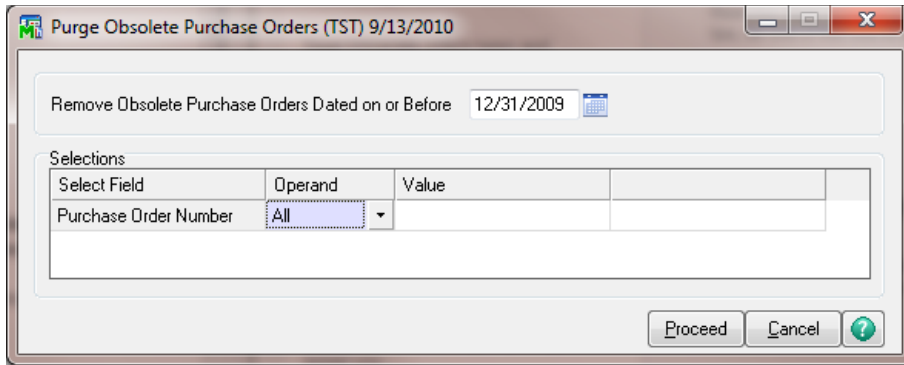 Purge Obsolete Purchase Orders (TST) 9/13/2010
Remove Obsolete Purchase Orders Dated on or Before 12/31/2009
Selections
Select Field Operand Value
Purchase Order Number All
Proceed Cancel ?